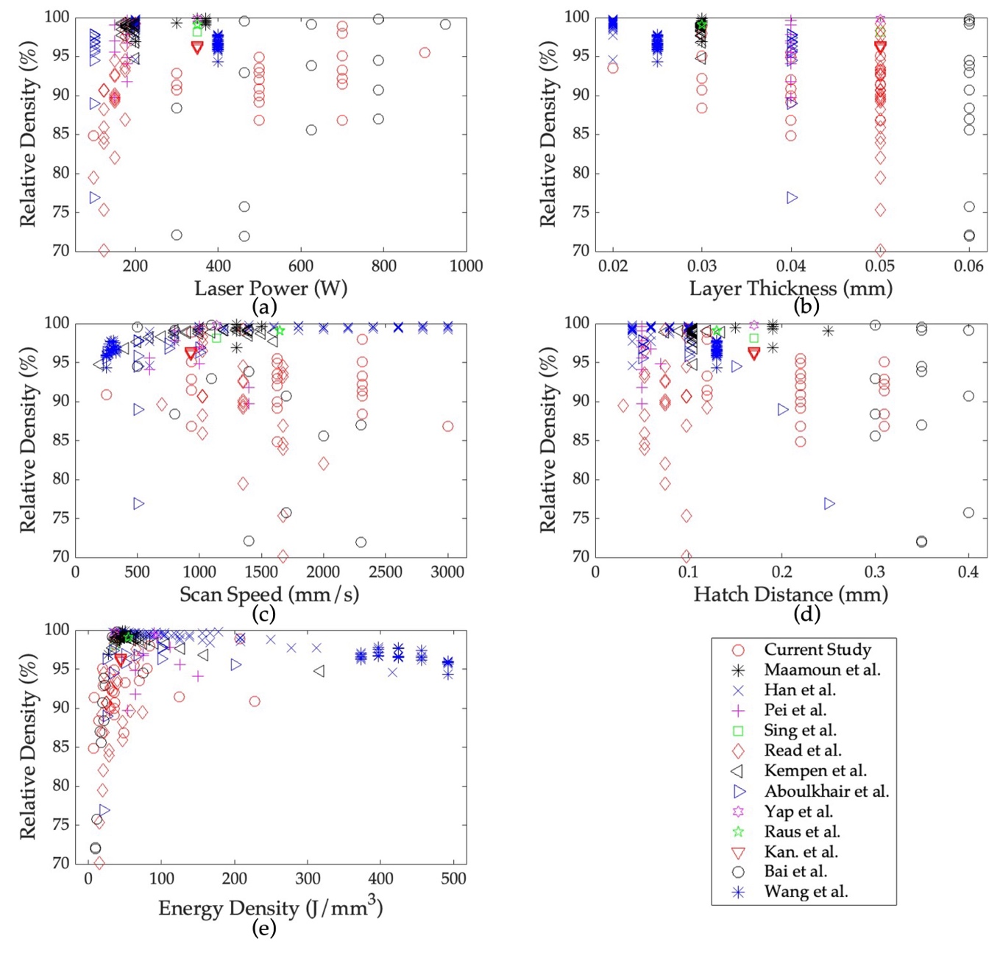 100
95
90
85
80
75
70
Relative Density (%)
200
400
600
800
1000
Laser Power (W)
(a)
100
95
90
85
80
75
70
Relative Density (%)
0.02
0.03
0.04
0.05
0.06
Layer Thickness (mm)
(b)
100
95
90
85
80
75
70
Relative Density (%)
0
500
1000
1500
2000
2500
3000
Scan Speed (mm/s)
(c)
100
95
90
85
80
75
70
Relative Density (%)
0
0.1
0.2
0.3
0.4
Hatch Distance (mm)
(d)
100
95
90
85
80
75
70
Relative Density (%)
0
100
200
300
400
500
Energy Density (J/mm³)
(e)
Current Study
Maamoun et al.
Han et al.
Pei et al.
Sing et al.
Read et al.
Kempen et al.
Aboulkhair et al.
Yap et al.
Raus et al.
Kan. et al.
Bai et al.
Wang et al.